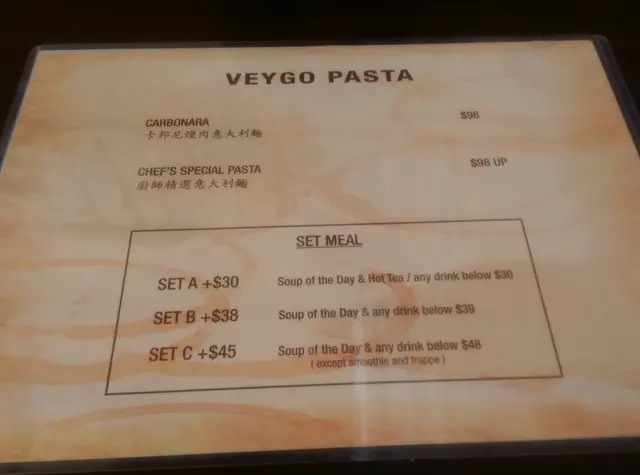 VEYGO PASTA
CARBONARA $98
卡邦尼煙肉意大利麵
CHEF'S SPECIAL PASTA $98 UP
廚師精選意大利麵
SET MEAL
SET A +$30 Soup of the Day & Hot Tea / any drink below $30
SET B +$38 Soup of the Day & any drink below $39
SET C +$45 Soup of the Day & any drink below $48
( except smoothie and frappe )